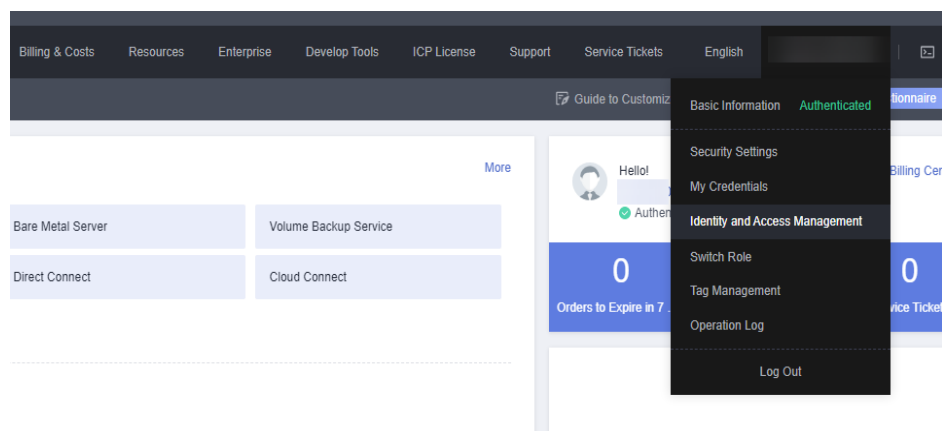 Billing & Costs Resources Enterprise Develop Tools ICP License Support Service Tickets English
Guide to Customiz
tionnaire
Basic Information Authenticated
Security Settings
My Credentials
Identity and Access Management
Switch Role
Tag Management
Operation Log
Log Out
More
Bare Metal Server Volume Backup Service
Direct Connect Cloud Connect
Hello!
Authen
Billing Cer
0
Orders to Expire in 7 ..
0
vice Ticket